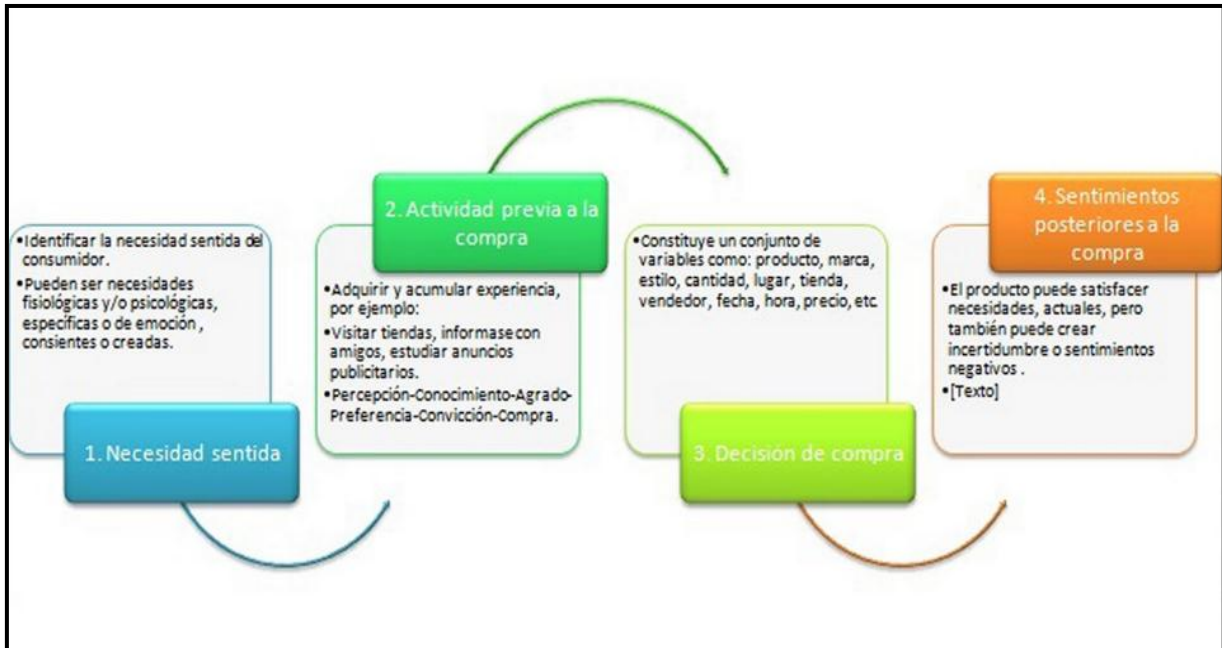 •Identificar la necesidad sentida del
consumidor.
•Pueden ser necesidades
fisiológicas y/o psicológicas,
específicas o de emoción ,
consientes o creadas.
1. Necesidad sentida
2. Actividad previa a la
compra
•Adquirir y acumular experiencia,
por ejemplo:
•Visitar tiendas, informase con
amigos, estudiar anuncios
publicitarios.
•Percepción-Conocimiento-Agrado-
Preferencia-Convicción-Compra.
•Constituye un conjunto de
variables como: producto, marca,
estilo, cantidad, lugar, tienda,
vendedor, fecha, hora, precio, etc
3. Decisión de compra
4. Sentimientos
posteriores a la
compra
•El producto puede satisfacer
necesidades, actuales, pero
también puede crear
incertidumbre o sentimientos
negativos .
•[Texto]